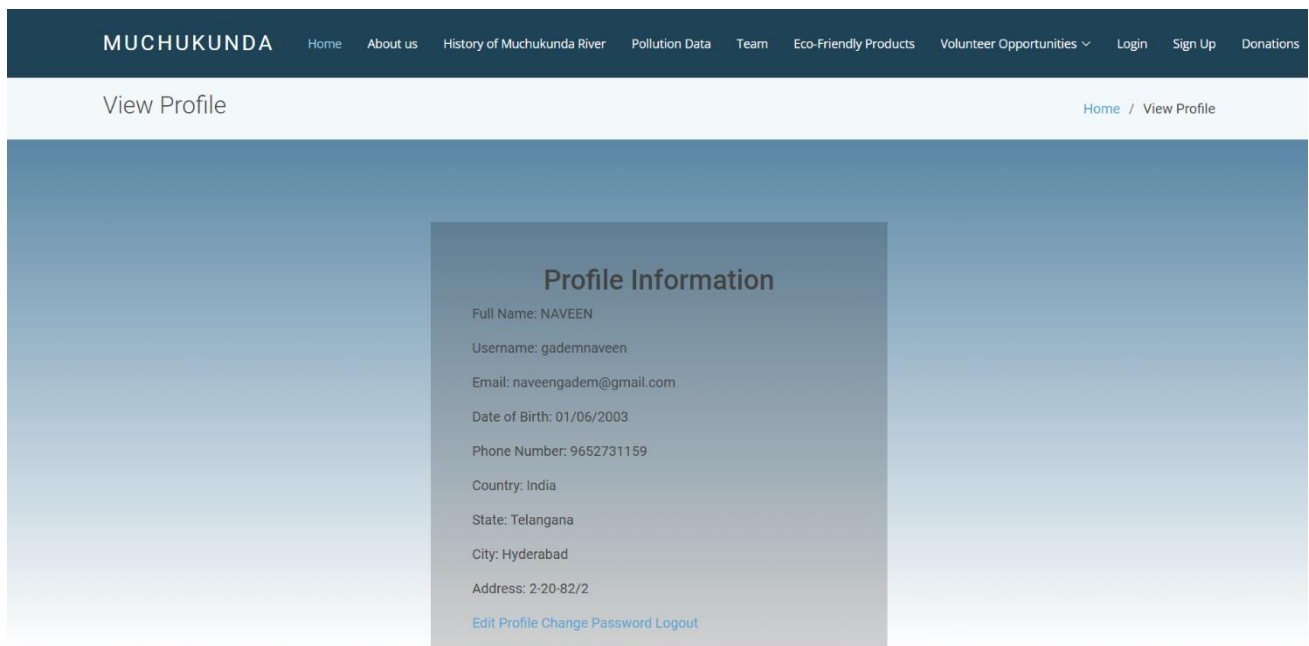 MUCHUKUNDA Home About us History of Muchukunda River Pollution Data Team Eco-Friendly Products Volunteer Opportunities Login Sign Up Donations
View Profile Home / View Profile
Profile Information
Full Name: NAVEEN
Username: gademnaveen
Email: naveengadem@gmail.com
Date of Birth: 01/06/2003
Phone Number: 9652731159
Country: India
State: Telangana
City: Hyderabad
Address: 2-20-82/2
Edit Profile Change Password Logout